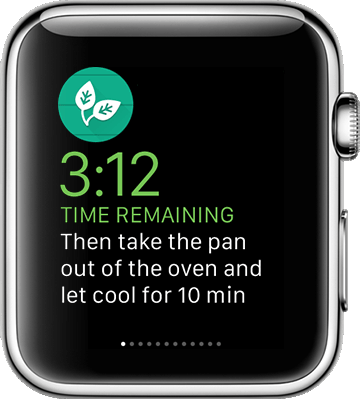 3:12
TIME REMAINING
Then take the pan
out of the oven and
let cool for 10 min